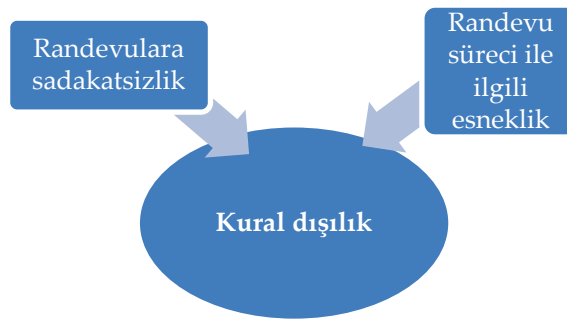 Randevulara
sadakatsizlik
Randevu
süreci ile
ilgili
esneklik
Kural dışılık